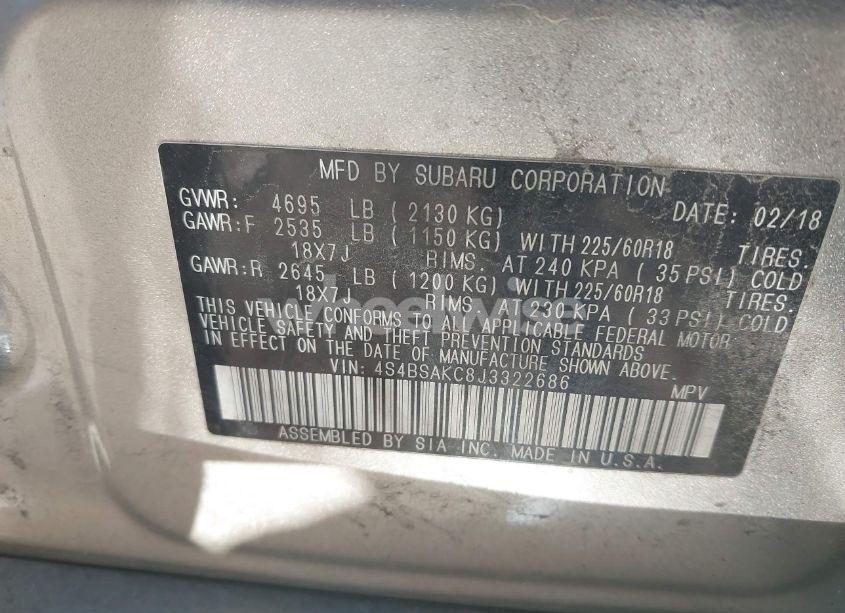 MFD BY SUBARU CORPORATION
GVWR: 4695 LB ( 2130 KG) DATE: 02/18
GAWR:F 2535 LB ( 1150 KG) WITH 225/60R18 TIRES.
18X7J RIMS. AT 240 KPA ( 35 PSI) COLD
GAWR:R 2645 LB ( 1200 KG) WITH 225/60R18 TIRES.
18X7J RIMS. AT 230 KPA ( 33 PSI) COLD
THIS VEHICLE CONFORMS TO ALL APPLICABLE FEDERAL MOTOR
VEHICLE SAFETY AND THEFT PREVENTION STANDARDS
IN EFFECT ON THE DATE OF MANUFACTURE SHOWN ABOVE.
VIN: 4S4BSAKC8J3322686 MPV
ASSEMBLED BY SIA INC. MADE IN U.S.A.
wheelwise